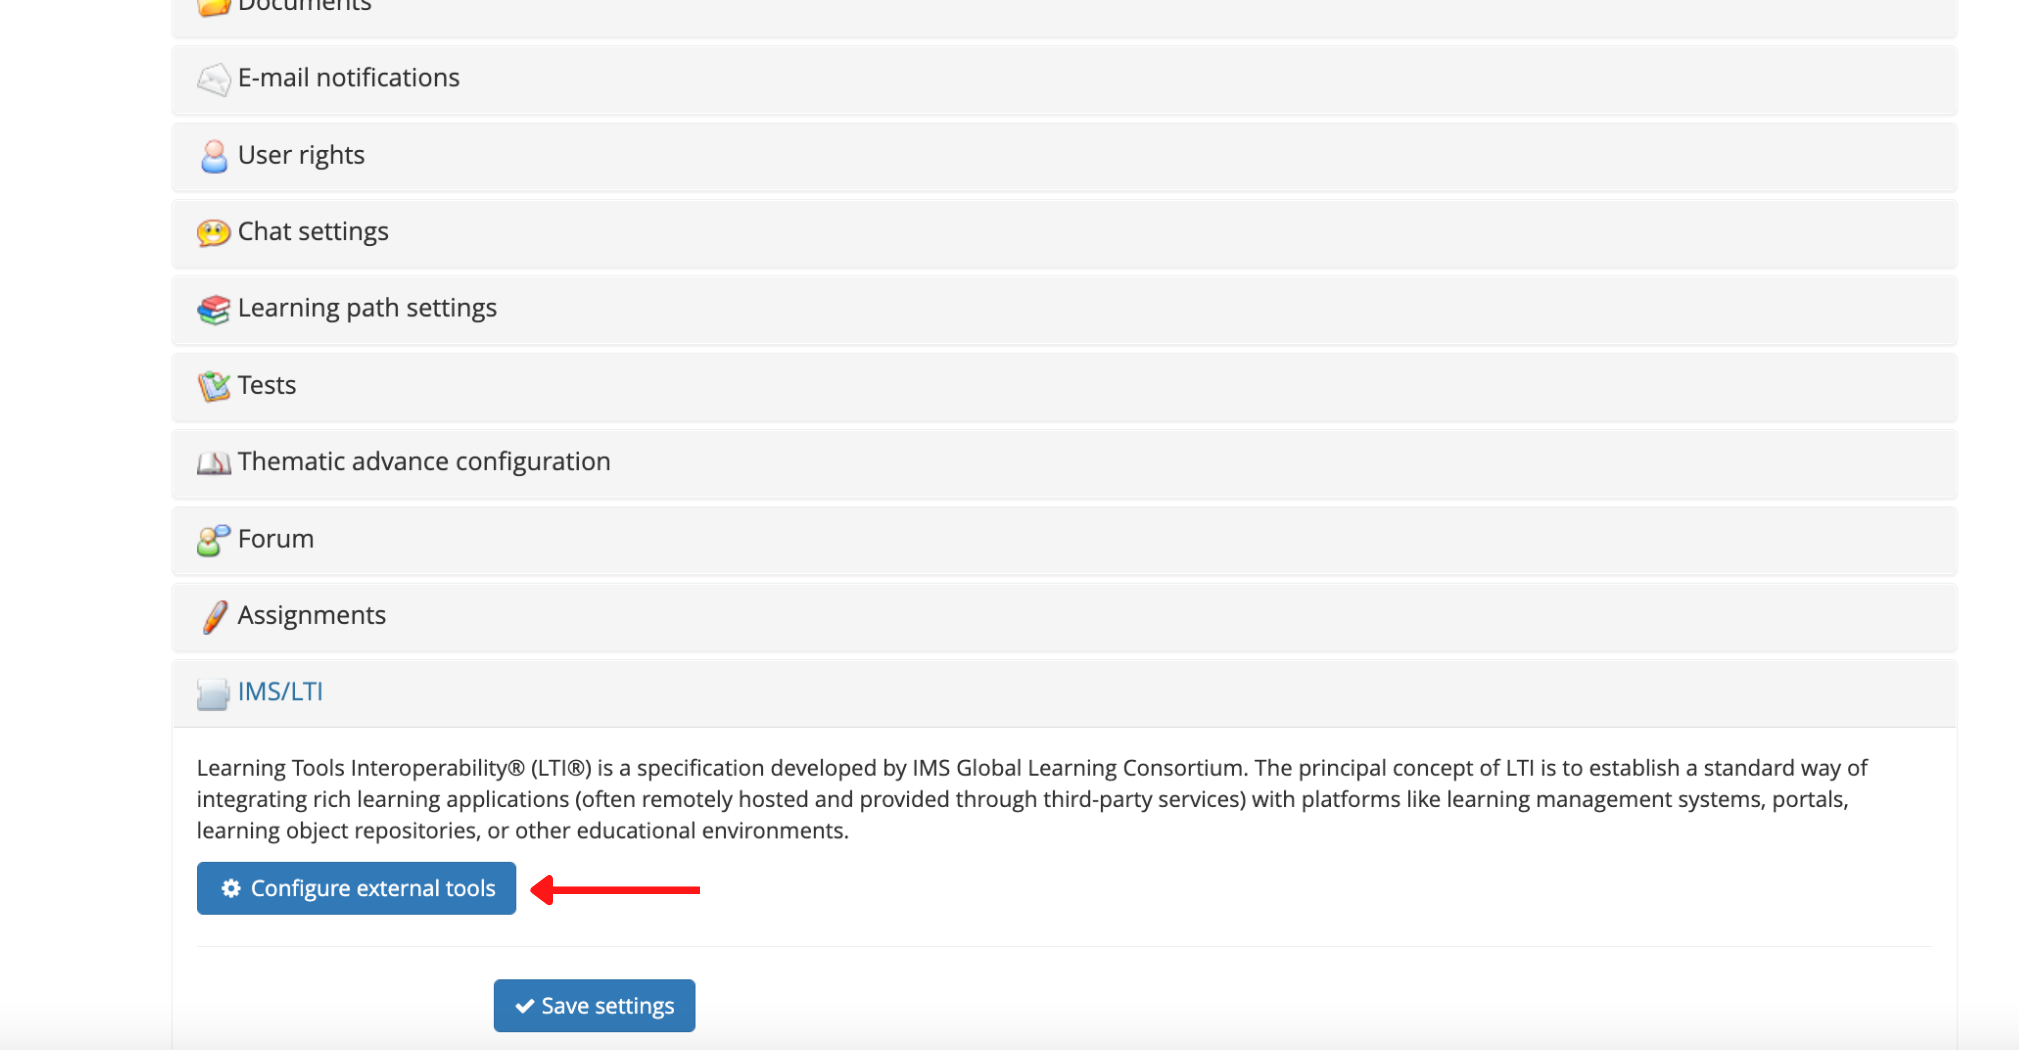 Documents
E-mail notifications
User rights
Chat settings
Learning path settings
Tests
Thematic advance configuration
Forum
Assignments
IMS/LTI
Learning Tools Interoperability® (LTI®) is a specification developed by IMS Global Learning Consortium. The principal concept of LTI is to establish a standard way of
integrating rich learning applications (often remotely hosted and provided through third-party services) with platforms like learning management systems, portals,
learning object repositories, or other educational environments.
Configure external tools
Save settings